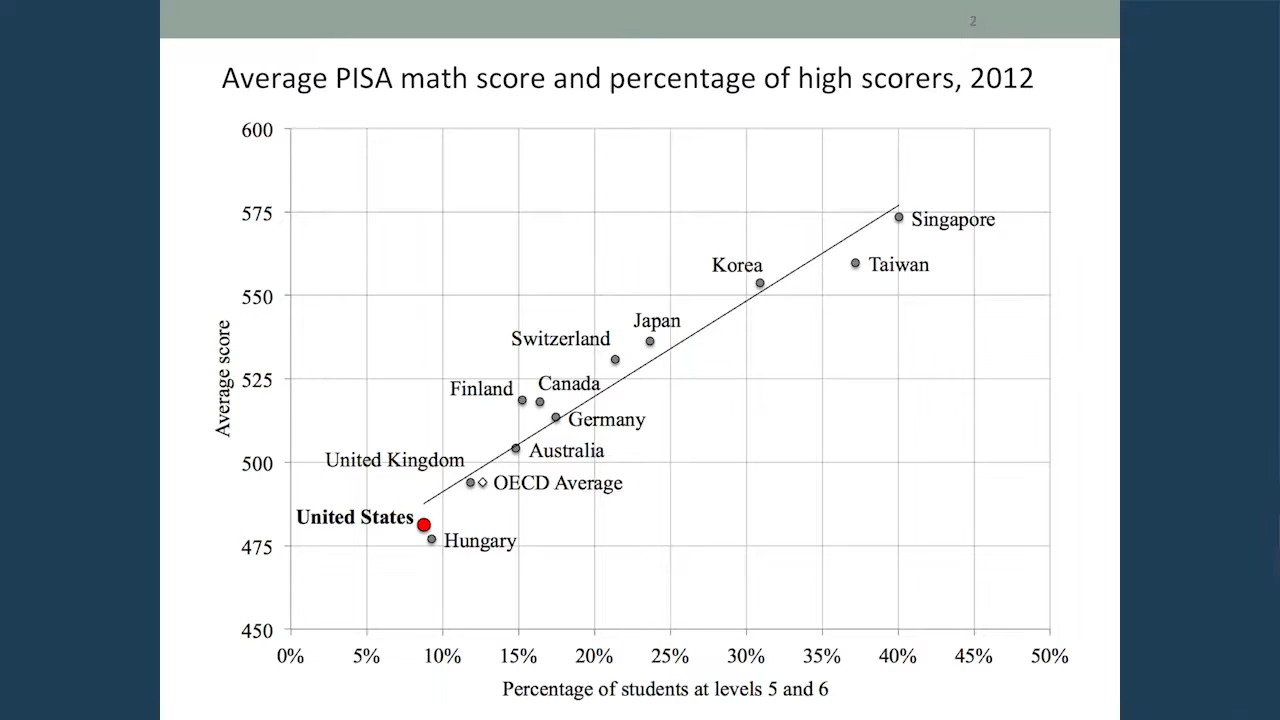 2
Average PISA math score and percentage of high scorers, 2012
600
575
550
525
500
475
450
Average score
Singapore
Taiwan
Korea
Japan
Switzerland
Canada
Finland
Germany
Australia
United Kingdom
OECD Average
United States
Hungary
0% 5% 10% 15% 20% 25% 30% 35% 40% 45% 50%
Percentage of students at levels 5 and 6